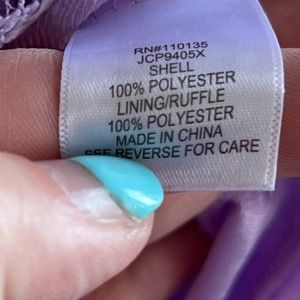 RN#110135
JCP9405X
SHELL
100% POLYESTER
LINING/RUFFLE
100% POLYESTER
MADE IN CHINA
SEE REVERSE FOR CARE